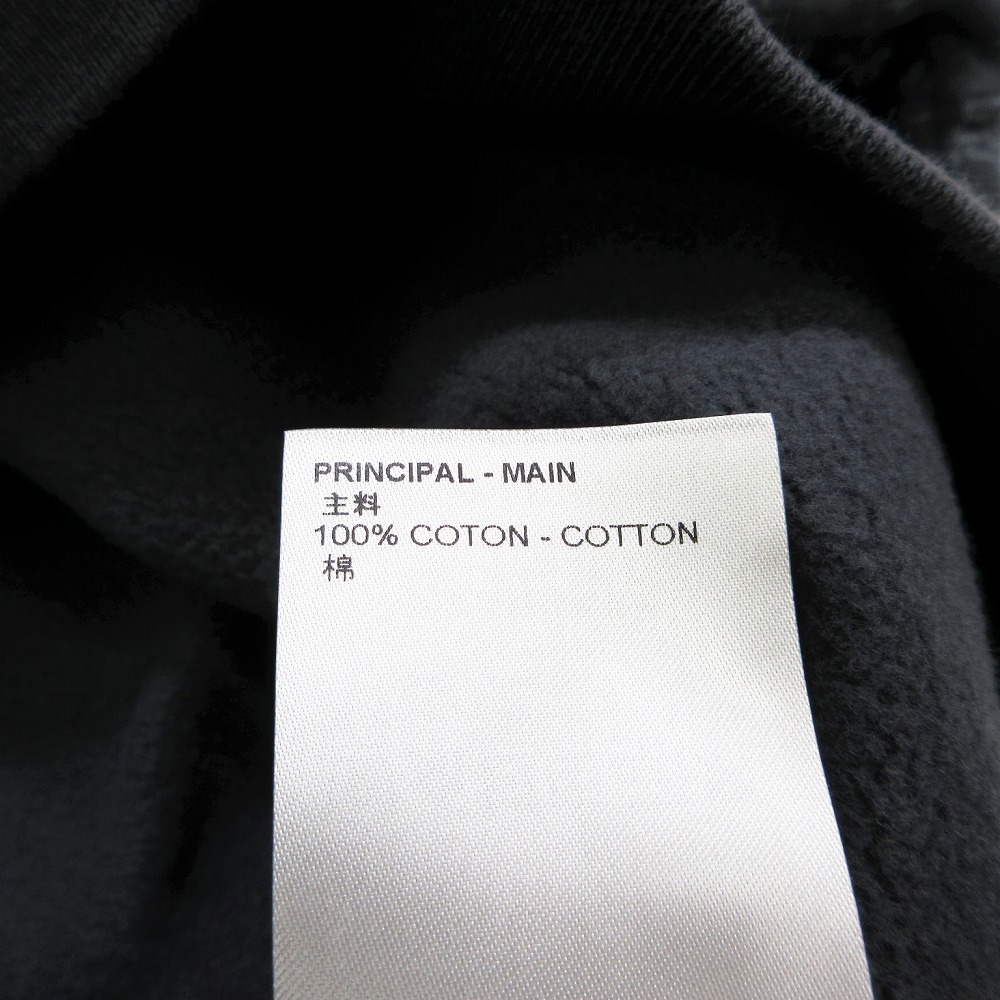 PRINCIPAL - MAIN
主料
100% COTON - COTTON
棉